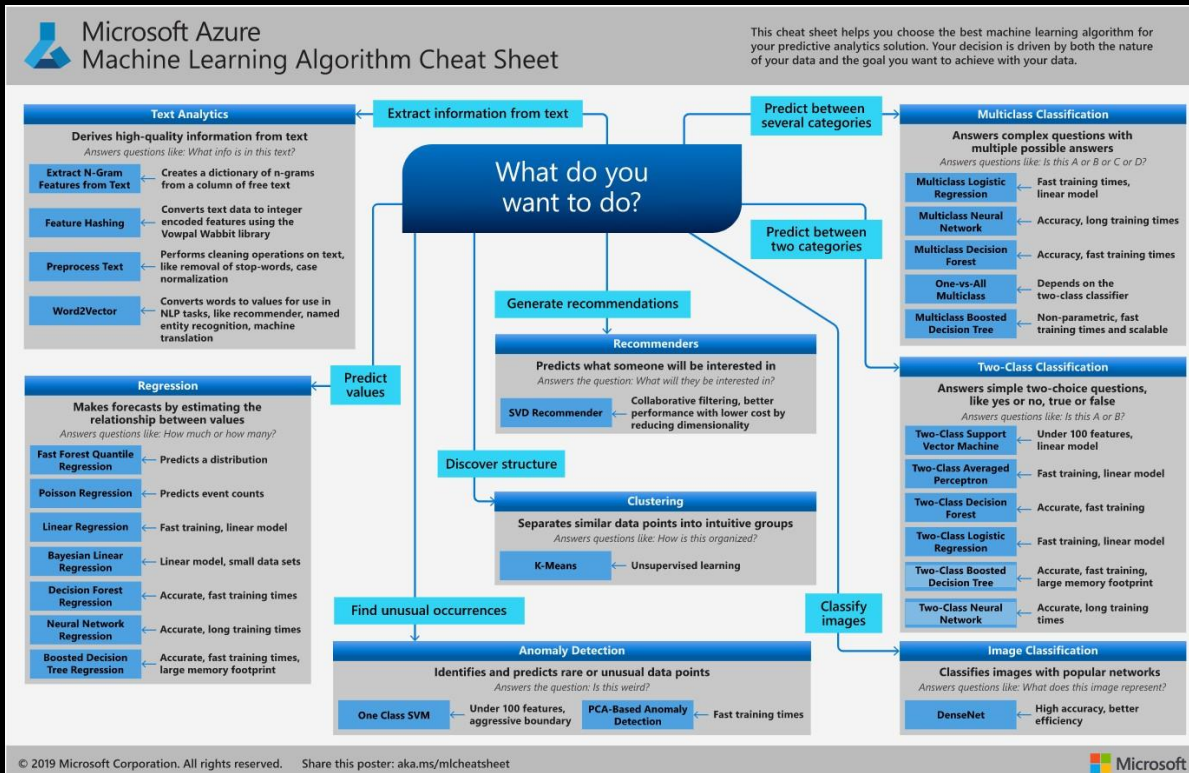 Microsoft Azure
Machine Learning Algorithm Cheat Sheet
This cheat sheet helps you choose the best machine learning algorithm for
your predictive analytics solution. Your decision is driven by both the nature
of your data and the goal you want to achieve with your data.
What do you
want to do?
Extract information from text
Text Analytics
Derives high-quality information from text
Answers questions like: What info is in this text?
Extract N-Gram
Features from Text
Creates a dictionary of n-grams
from a column of free text
Feature Hashing
Converts text data to integer
encoded features using the
Vowpal Wabbit library
Preprocess Text
Performs cleaning operations on text,
like removal of stop-words, case
normalization
Word2Vector
Converts words to values for use in
NLP tasks, like recommender, named
entity recognition, machine
translation
Predict
values
Regression
Makes forecasts by estimating the
relationship between values
Answers questions like: How much or how many?
Fast Forest Quantile
Regression
Predicts a distribution
Poisson Regression
Predicts event counts
Linear Regression
Fast training, linear model
Bayesian Linear
Regression
Linear model, small data sets
Decision Forest
Regression
Accurate, fast training times
Neural Network
Regression
Accurate, long training times
Boosted Decision
Tree Regression
Accurate, fast training times,
large memory footprint
Generate recommendations
Recommenders
Predicts what someone will be interested in
Answers the question: What will they be interested in?
SVD Recommender
Collaborative filtering, better
performance with lower cost by
reducing dimensionality
Discover structure
Clustering
Separates similar data points into intuitive groups
Answers questions like: How is this organized?
K-Means
Unsupervised learning
Find unusual occurrences
Anomaly Detection
Identifies and predicts rare or unusual data points
Answers the question: Is this weird?
One Class SVM
Under 100 features,
aggressive boundary
PCA-Based Anomaly
Detection
Fast training times
Predict between
several categories
Multiclass Classification
Answers complex questions with
multiple possible answers
Answers questions like: Is this A or B or C or D?
Multiclass Logistic
Regression
Fast training times,
linear model
Multiclass Neural
Network
Accuracy, long training times
Multiclass Decision
Forest
Accuracy, fast training times
One-vs-All
Multiclass
Depends on the
two-class classifier
Multiclass Boosted
Decision Tree
Non-parametric, fast
training times and scalable
Predict between
two categories
Two-Class Classification
Answers simple two-choice questions,
like yes or no, true or false
Answers questions like: Is this A or B?
Two-Class Support
Vector Machine
Under 100 features,
linear model
Two-Class Averaged
Perceptron
Fast training, linear model
Two-Class Decision
Forest
Accurate, fast training
Two-Class Logistic
Regression
Fast training, linear model
Two-Class Boosted
Decision Tree
Accurate, fast training,
large memory footprint
Two-Class Neural
Network
Accurate, long training
times
Classify
images
Image Classification
Classifies images with popular networks
Answers questions like: What does this image represent?
DenseNet
High accuracy, better
efficiency
© 2019 Microsoft Corporation. All rights reserved. Share this poster: aka.ms/mlcheatsheet
Microsoft